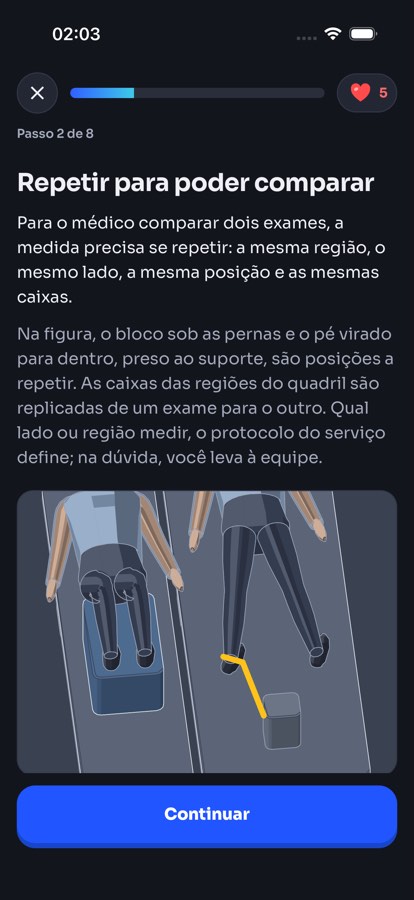 02:03
5
Passo 2 de 8
Repetir para poder comparar
Para o médico comparar dois exames, a
medida precisa se repetir: a mesma região, o
mesmo lado, a mesma posição e as mesmas
caixas.
Na figura, o bloco sob as pernas e o pé virado
para dentro, preso ao suporte, são posições a
repetir. As caixas das regiões do quadril são
replicadas de um exame para o outro. Qual
lado ou região medir, o protocolo do serviço
define; na dúvida, você leva à equipe.
Continuar